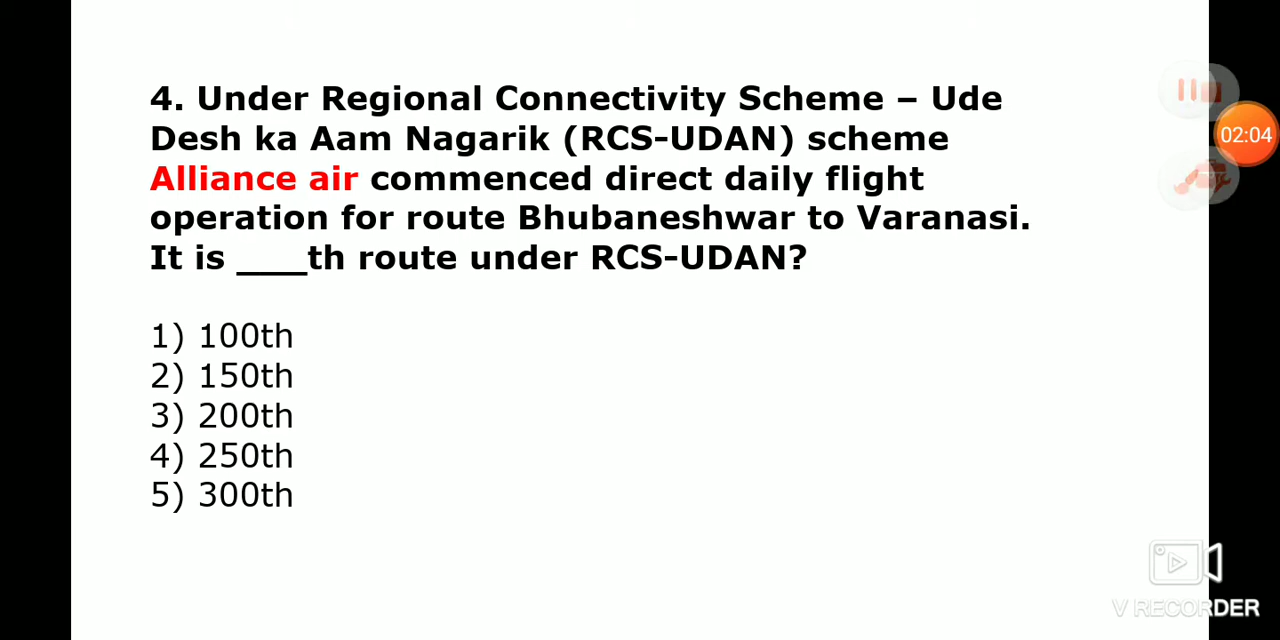 4. Under Regional Connectivity Scheme – Ude
Desh ka Aam Nagarik (RCS-UDAN) scheme
Alliance air commenced direct daily flight
operation for route Bhubaneshwar to Varanasi.
It is ____th route under RCS-UDAN?
1) 100th
2) 150th
3) 200th
4) 250th
5) 300th
02:04
V RECORDER